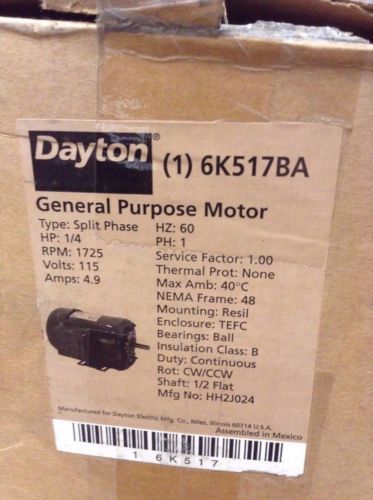 Dayton® (1) 6K517BA
General Purpose Motor
Type: Split Phase
HP: 1/4
RPM: 1725
Volts: 115
Amps: 4.9
HZ: 60
PH: 1
Service Factor: 1.00
Thermal Prot: None
Max Amb: 40°C
NEMA Frame: 48
Mounting: Resil
Enclosure: TEFC
Bearings: Ball
Insulation Class: B
Duty: Continuous
Rot: CW/CCW
Shaft: 1/2 Flat
Mfg No: HH2J024
Manufactured for Dayton Electric Mfg. Co., Niles, Illinois 60714 U.S.A.
Assembled in Mexico
1 6K517